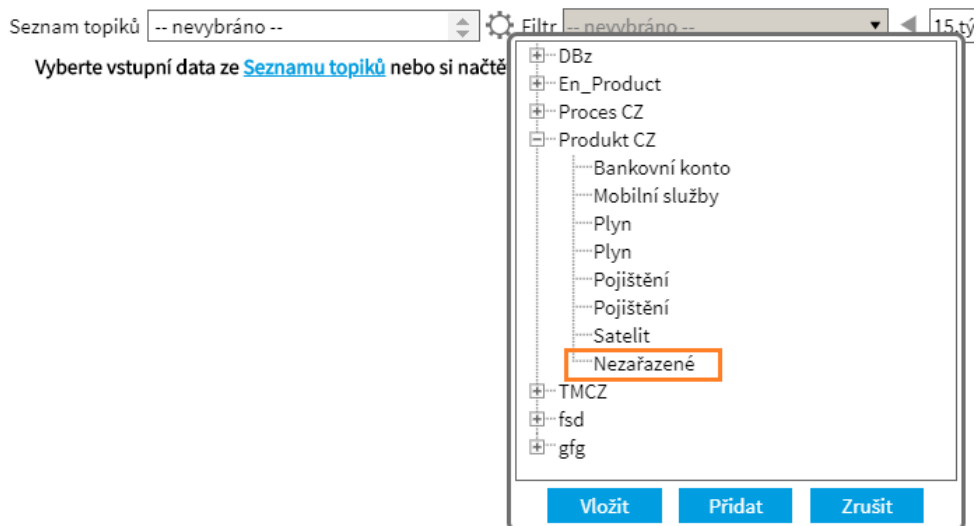 Seznam topiků -- nevybráno -- Filtr -- nevybráno -- 15.tý
Vyberte vstupní data ze Seznamu topiků nebo si načtě
DBz
En_Product
Proces CZ
Produkt CZ
Bankovní konto
Mobilní služby
Plyn
Plyn
Pojištění
Pojištění
Satelit
Nezařazené
TMCZ
fsd
gfg
Vložit Přidat Zrušit